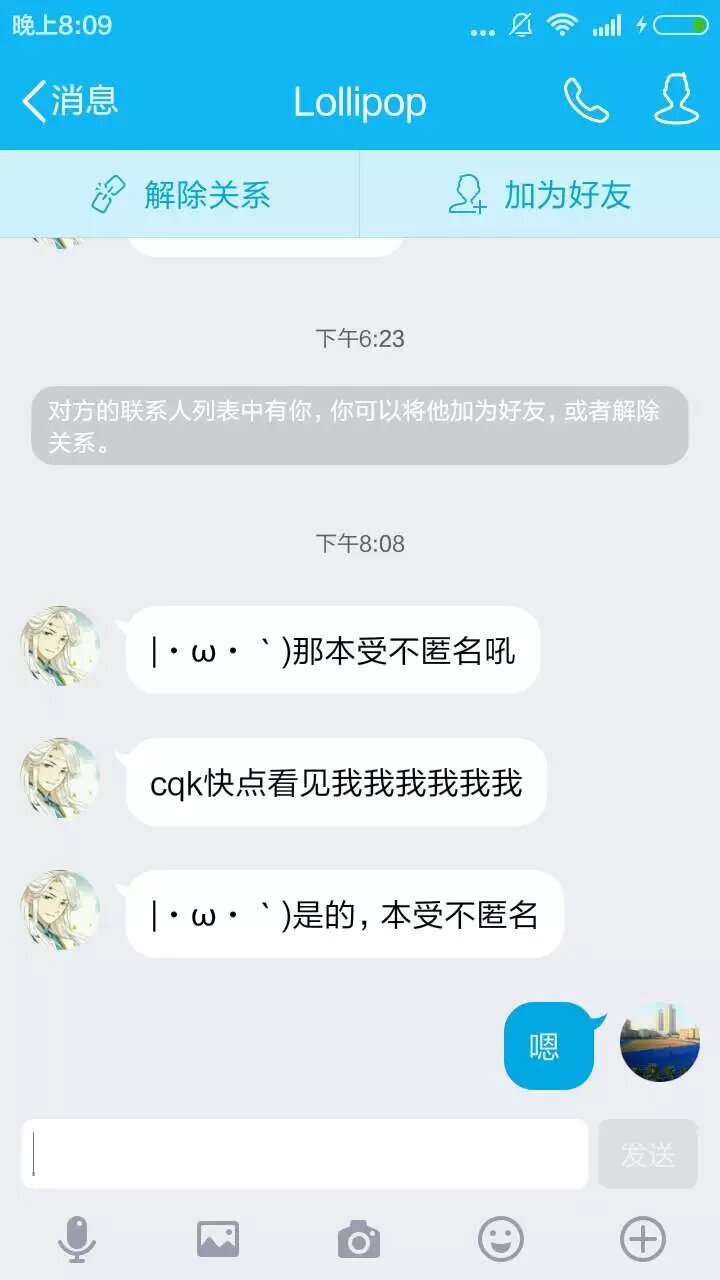 晚上8:09
消息
Lollipop
解除关系
加为好友
下午6:23
对方的联系人列表中有你，你可以将他加为好友，或者解除
关系。
下午8:08
|・ω・｀)那本受不匿名吼
cqk快点看见我我我我我我
|・ω・｀)是的，本受不匿名
嗯
发送